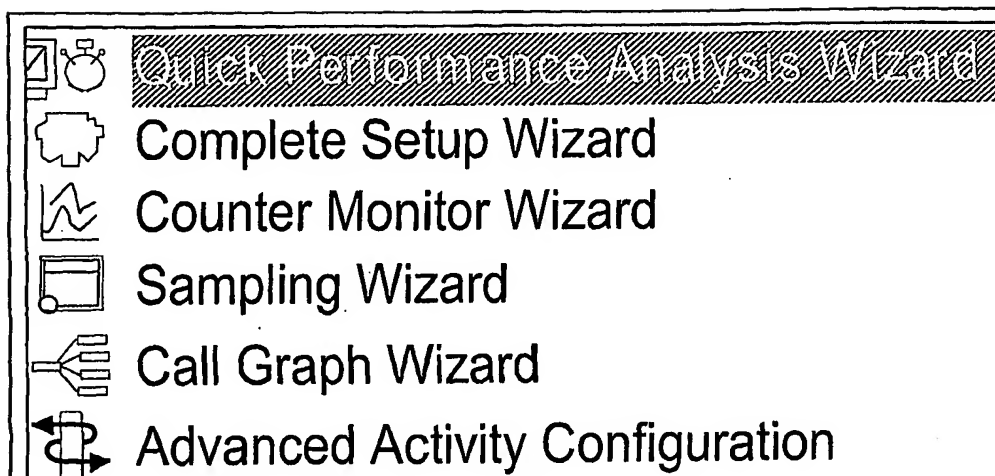 Quick Performance Analysis Wizard
Complete Setup Wizard
Counter Monitor Wizard
Sampling Wizard
Call Graph Wizard
Advanced Activity Configuration